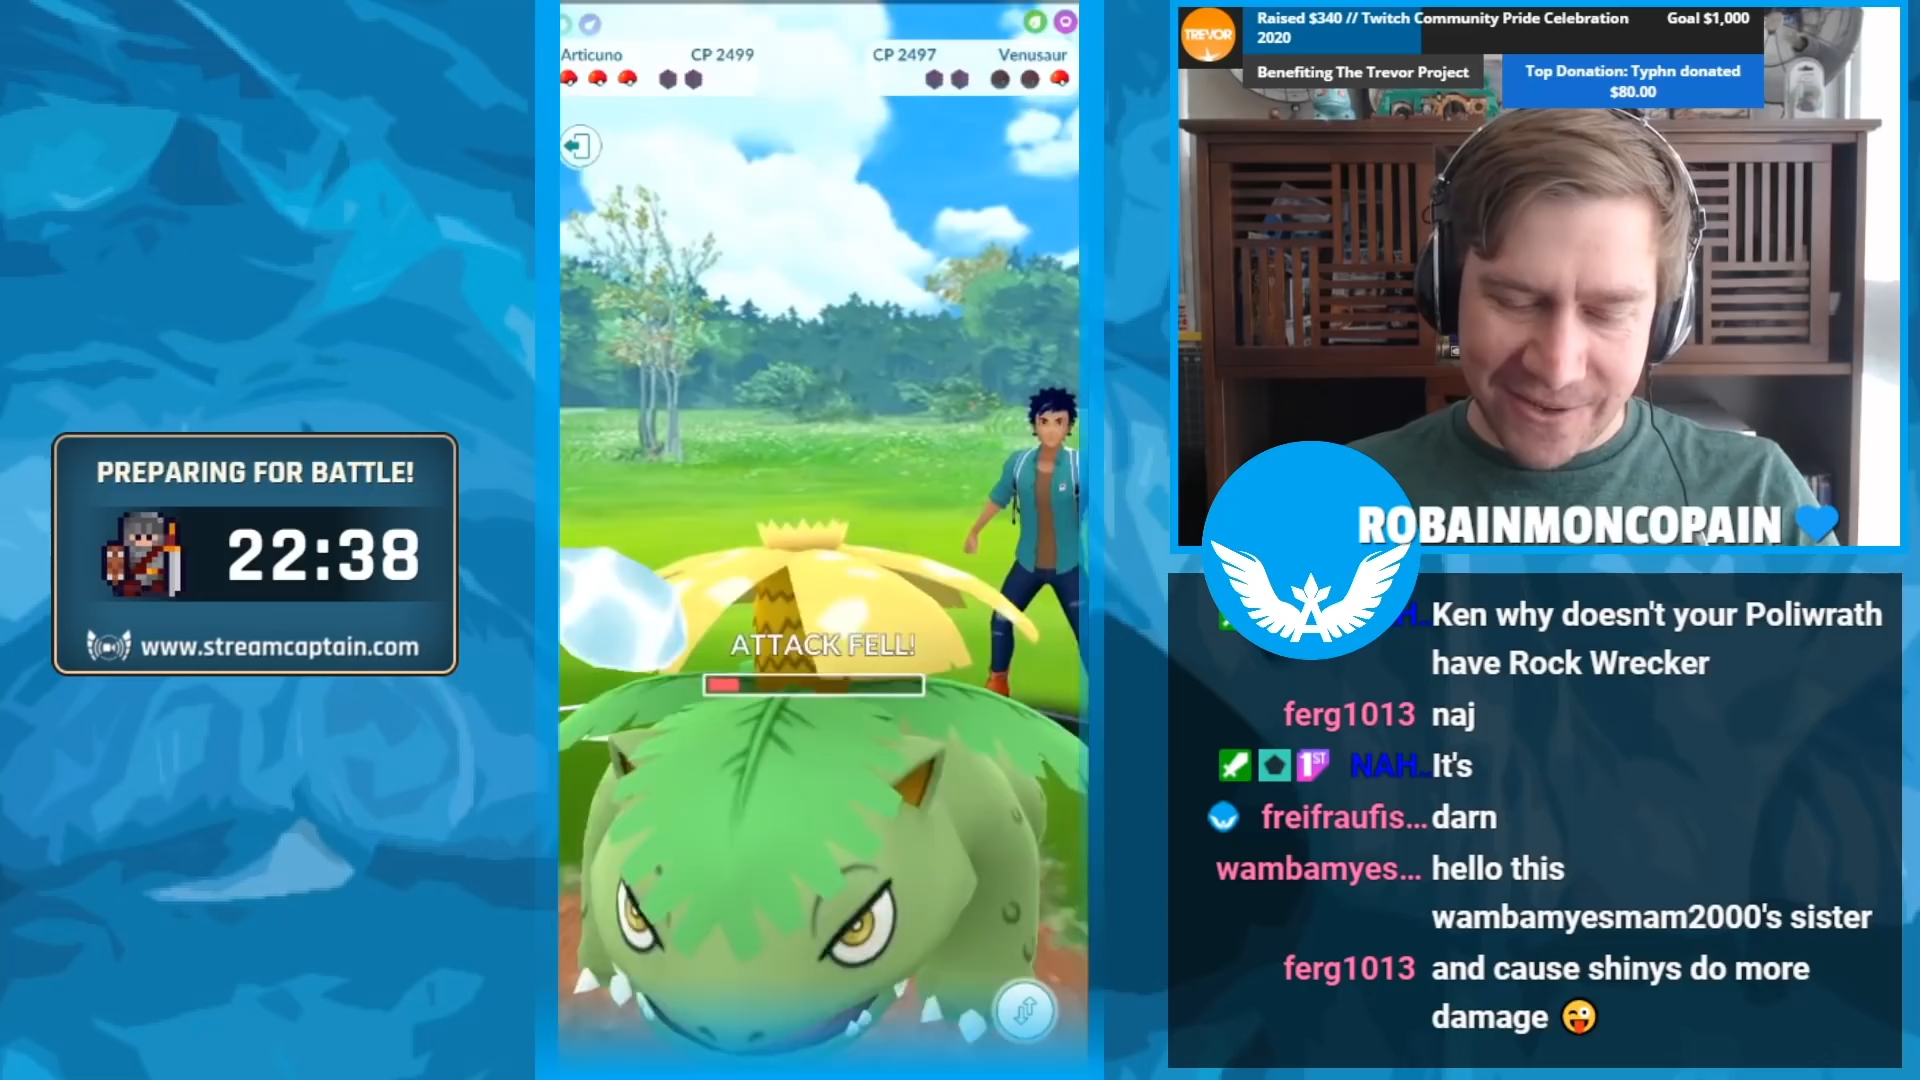 PREPARING FOR BATTLE!
22:38
www.streamcaptain.com
Articuno CP 2499
CP 2497 Venusaur
ATTACK FELL!
TREVOR
Raised $340 // Twitch Community Pride Celebration
2020
Goal $1,000
Benefiting The Trevor Project
Top Donation: Typhn donated
$80.00
ROBAINMONCOPAIN
Ken why doesn't your Poliwrath
have Rock Wrecker
ferg1013 naj
1ST NAH.. It's
freifraufis... darn
wambamyes... hello this
wambamyesmam2000's sister
ferg1013 and cause shinys do more
damage 😜